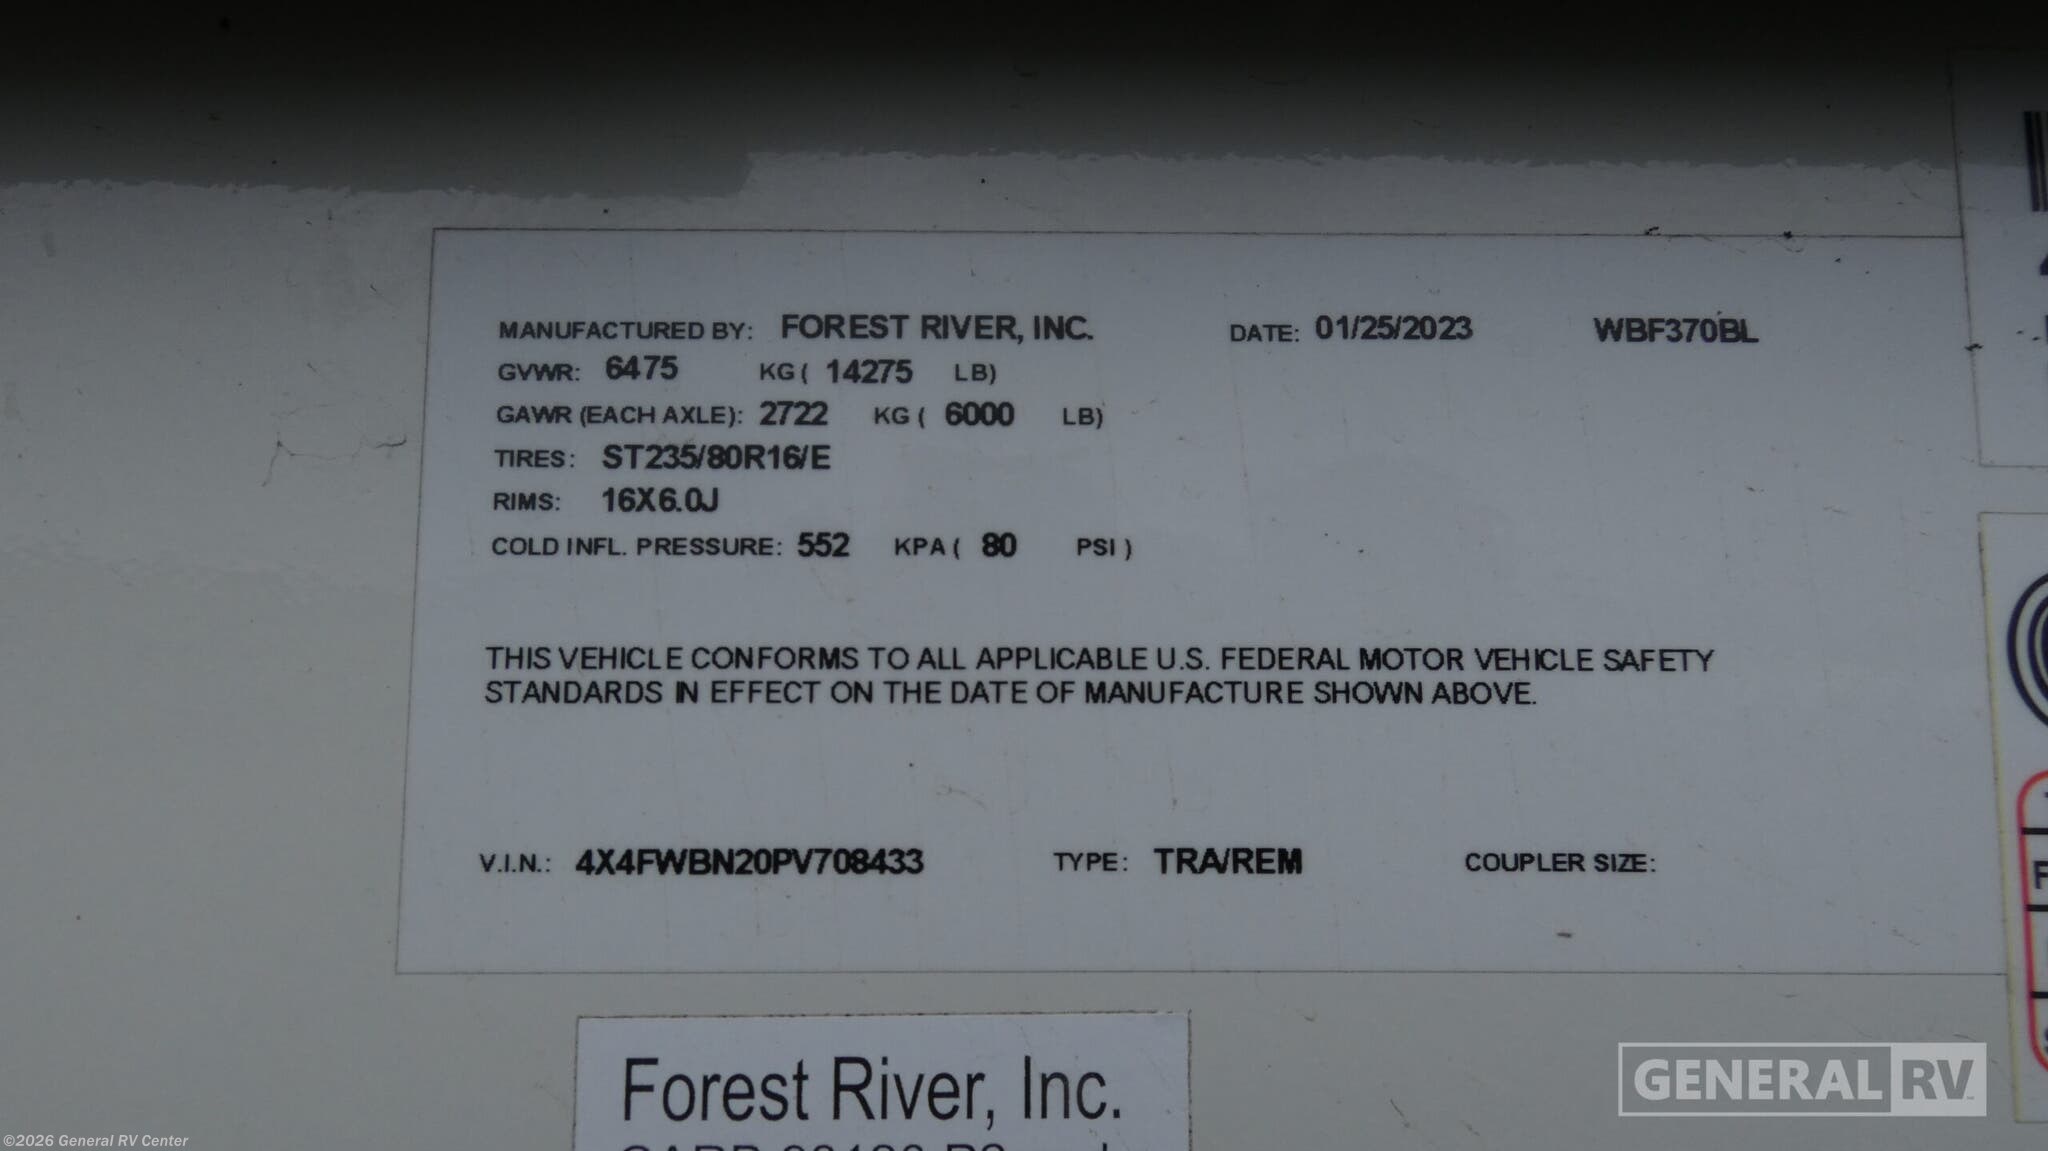 MANUFACTURED BY: FOREST RIVER, INC. DATE: 01/25/2023 WBF370BL
GVWR: 6475 KG ( 14275 LB)
GAWR (EACH AXLE): 2722 KG ( 6000 LB)
TIRES: ST235/80R16/E
RIMS: 16X6.0J
COLD INFL. PRESSURE: 552 KPA ( 80 PSI )
THIS VEHICLE CONFORMS TO ALL APPLICABLE U.S. FEDERAL MOTOR VEHICLE SAFETY
STANDARDS IN EFFECT ON THE DATE OF MANUFACTURE SHOWN ABOVE.
V.I.N.: 4X4FWBN20PV708433 TYPE: TRA/REM COUPLER SIZE:
Forest River, Inc.
GENERAL RV
©2026 General RV Center